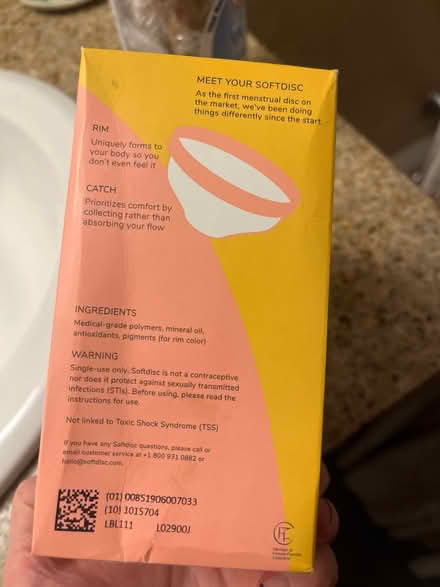 MEET YOUR SOFTDISC
As the first menstrual disc on
the market, we've been doing
things differently since the start.
RIM
Uniquely forms to
your body so you
don't even feel it
CATCH
Prioritizes comfort by
collecting rather than
absorbing your flow
INGREDIENTS
Medical-grade polymers, mineral oil,
antioxidants, pigments (for rim color)
WARNING
Single-use only. Softdisc is not a contraceptive
nor does it protect against sexually transmitted
infections (STIs). Before using, please read the
instructions for use.
Not linked to Toxic Shock Syndrome (TSS)
If you have any Softdisc questions, please call or
email customer service at +1 800 931 0882 or
hello@softdisc.com.
(01) 00851906007033
(10) 1015704
LBL111 L02900J